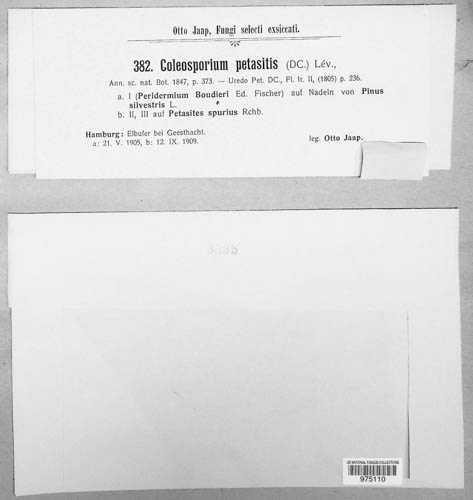 Otto Jaap, Fungi selecti exsiccati.
382. Coleosporium petasitis (DC.) Lév.,
Ann. sc. nat. Bot. 1847, p. 373. — Uredo Pet. DC., Fl. fr. II, (1805) p. 236.
a. I (Peridermium Boudieri Ed. Fischer) auf Nadeln von Pinus
silvestris L.
b. II, III auf Petasites spurius Rchb.
Hamburg: Elbufer bei Geesthacht.
a: 21. V. 1905, b: 12. IX. 1909.
leg. Otto Jaap.
US NATIONAL FUNGUS COLLECTIONS
975110